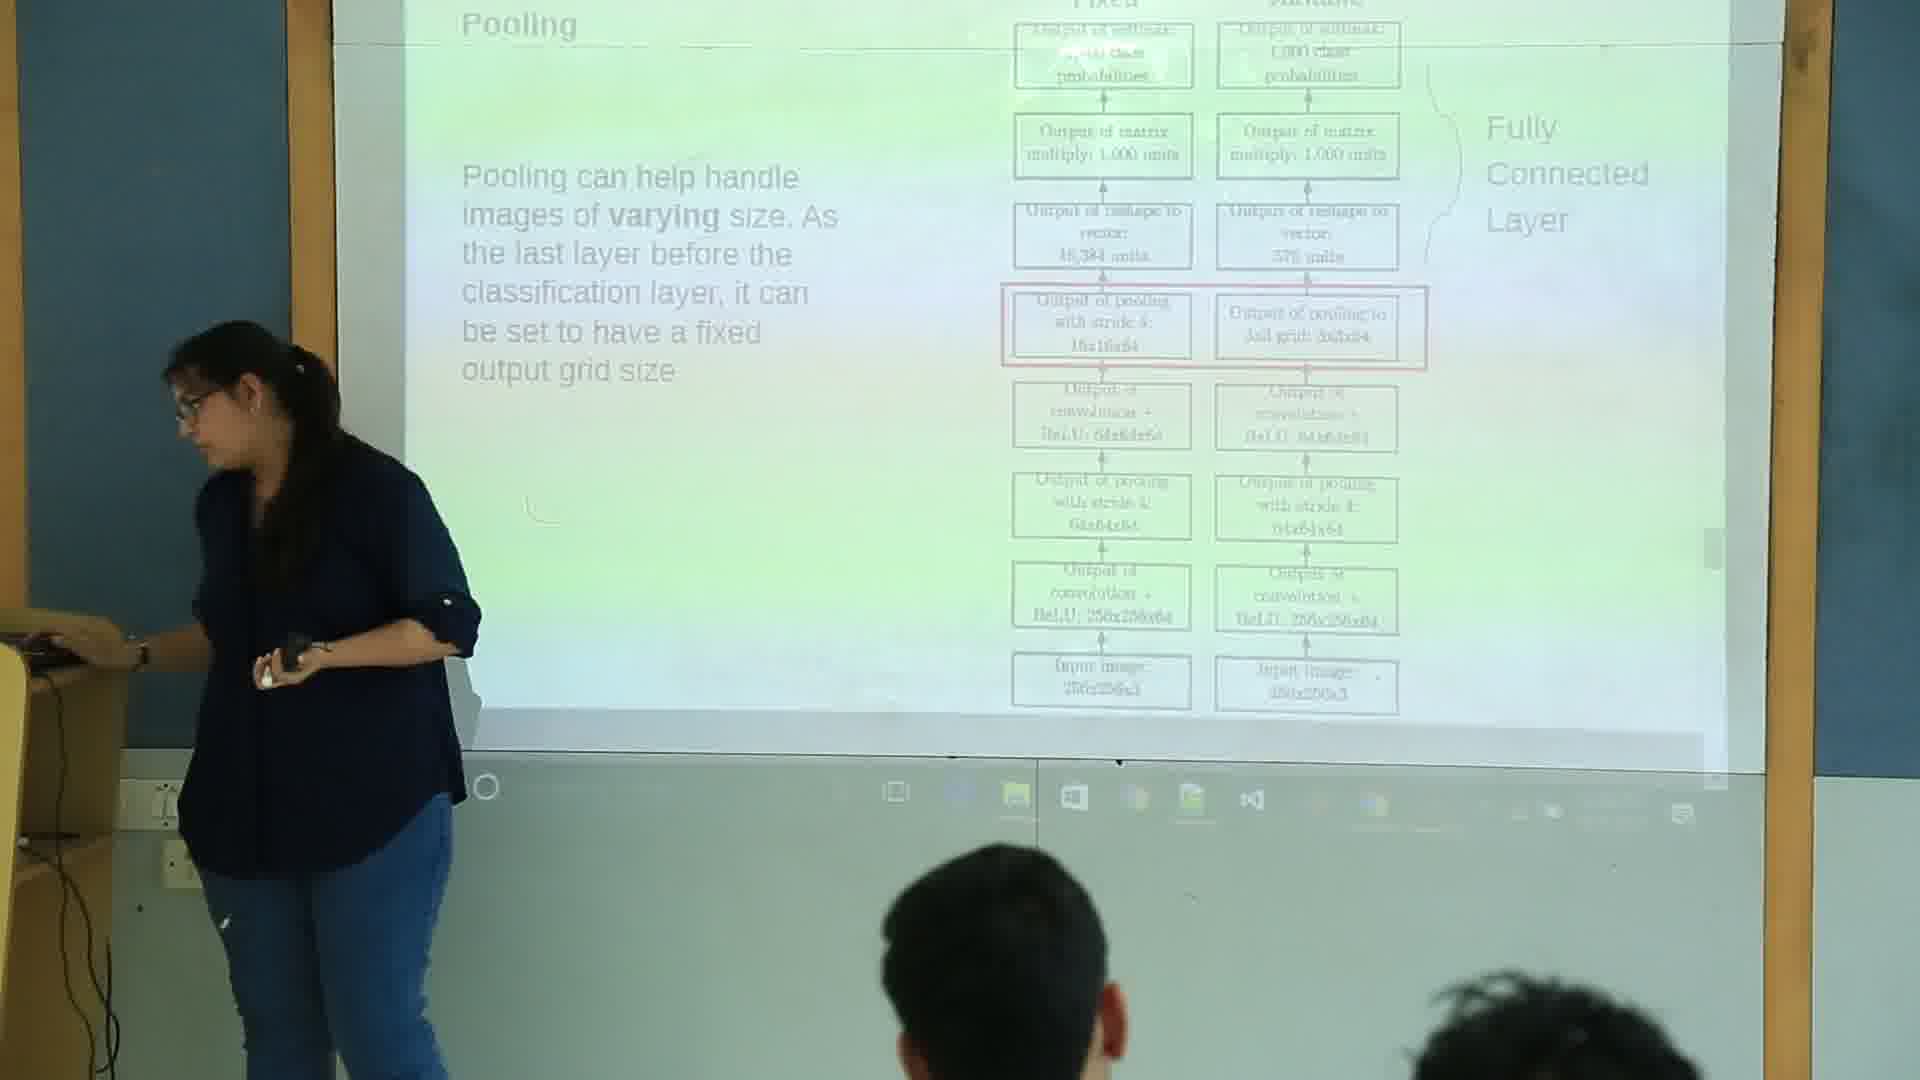 Pooling
Pooling can help handle
images of varying size. As
the last layer before the
classification layer, it can
be set to have a fixed
output grid size
Fixed
Output of softmax:
1,000 class
probabilities
Output of matrix
multiply: 1,000 units
Output of reshape to
vector:
16,384 units
Output of pooling
with stride 4:
16x16x64
Output of
convolution +
ReLU: 64x64x64
Output of pooling
with stride 4:
64x64x64
Output of
convolution +
ReLU: 256x256x64
Input image:
256x256x3
Output of softmax:
1,000 class
probabilities
Output of matrix
multiply: 1,000 units
Output of reshape to
vector:
576 units
Output of pooling to
3x3 grid: 3x3x64
Output of
convolution +
ReLU: 64x64x64
Output of pooling
with stride 4:
64x64x64
Output of
convolution +
ReLU: 256x256x64
Input image:
256x256x3
Fully
Connected
Layer